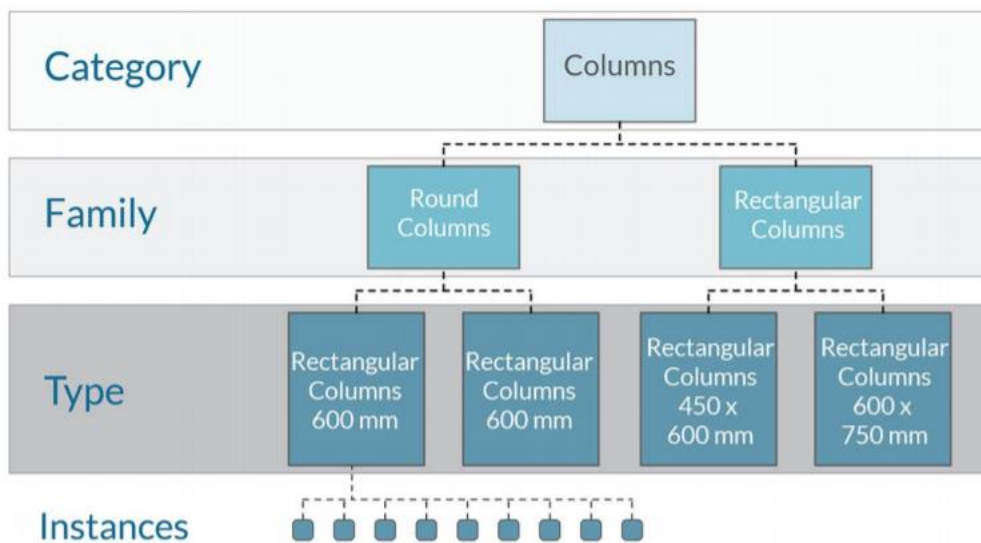 Category
Columns
Family
Round
Columns
Rectangular
Columns
Type
Rectangular
Columns
600 mm
Rectangular
Columns
600 mm
Rectangular
Columns
450 x
600 mm
Rectangular
Columns
600 x
750 mm
Instances